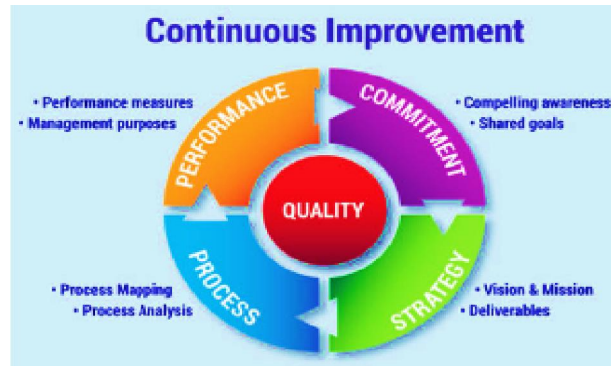 Continuous Improvement
• Performance measures
• Management purposes
PERFORMANCE
COMMITMENT
• Compelling awareness
• Shared goals
QUALITY
• Process Mapping
• Process Analysis
PROCESS
STRATEGY
• Vision & Mission
• Deliverables